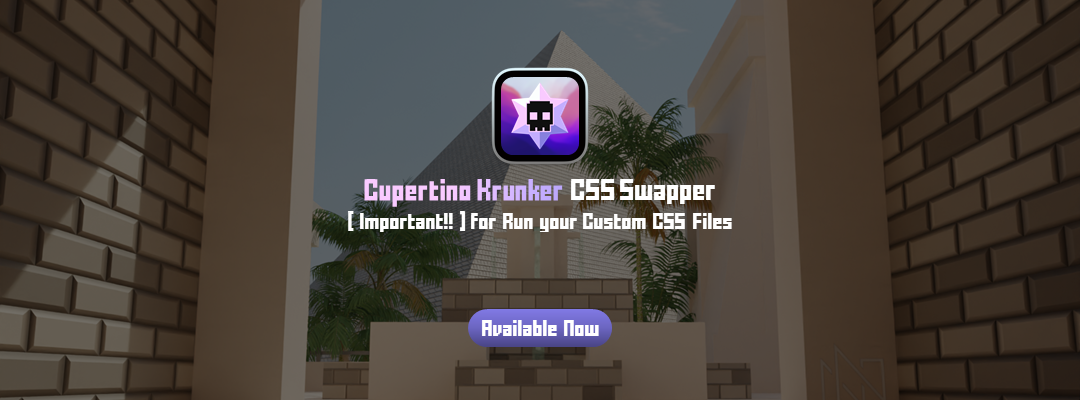 Cupertino Krunker CSS Swapper
[ Important!! ] for Run your Custom CSS Files
Available Now